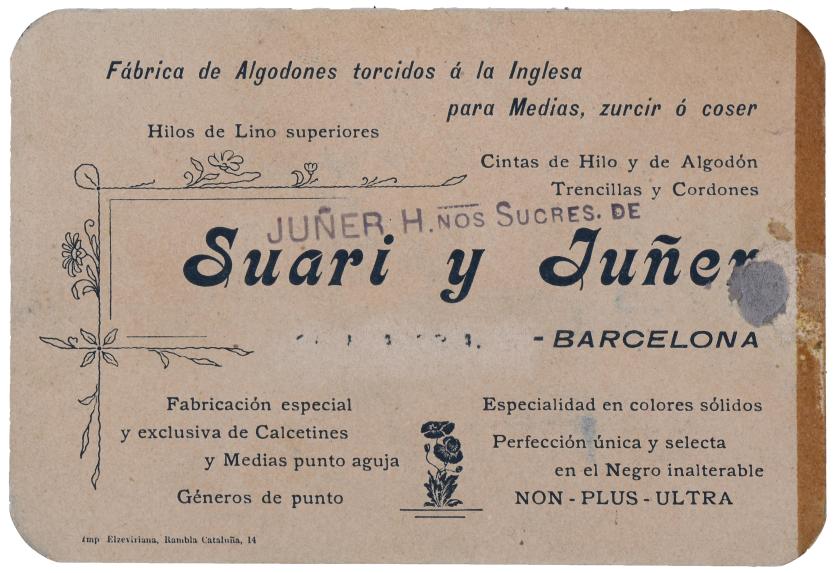 Fábrica de Algodones torcidos á la Inglesa
para Medias, zurcir ó coser
Hilos de Lino superiores
Cintas de Hilo y de Algodón
Trencillas y Cordones
JUÑER H.NOS SUCRES. DE
Suari y Juñer
-BARCELONA
Fabricación especial
y exclusiva de Calcetines
y Medias punto aguja
Géneros de punto
Especialidad en colores sólidos
Perfección única y selecta
en el Negro inalterable
NON-PLUS-ULTRA
Imp Elzeviriana, Rambla Cataluña, 14